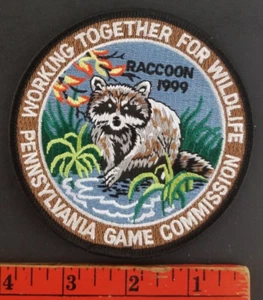 WORKING TOGETHER FOR WILDLIFE
RACCOON
1999
PENNSYLVANIA GAME COMMISSION
4 3 2 1